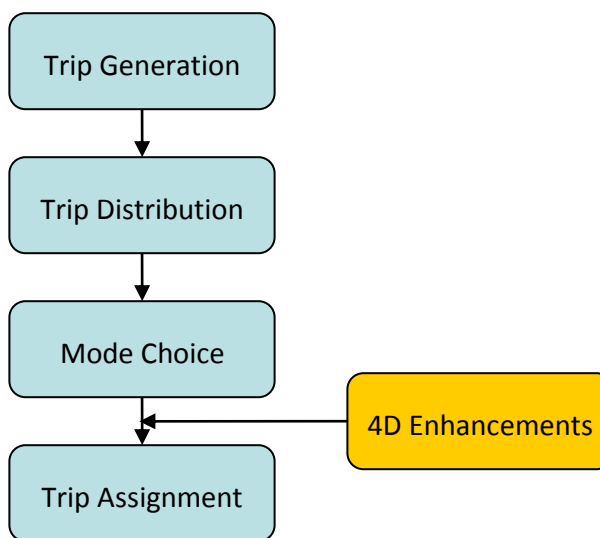 Trip Generation
Trip Distribution
Mode Choice
4D Enhancements
Trip Assignment